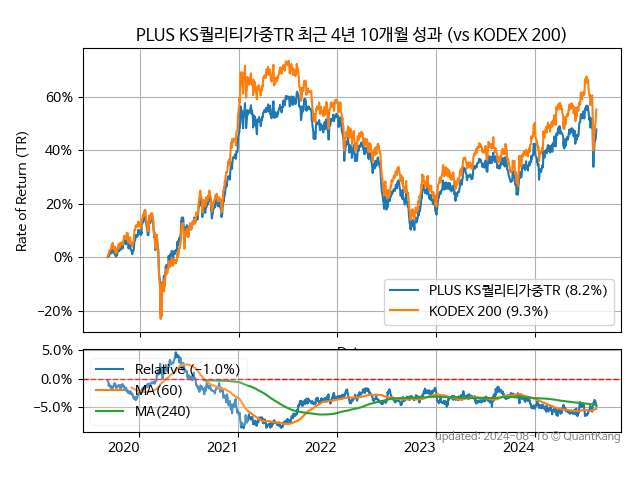 PLUS KS퀄리티가중TR 최근 4년 10개월 성과 (vs KODEX 200)
Rate of Return (TR)
60%
40%
20%
0%
−20%
PLUS KS퀄리티가중TR (8.2%)
KODEX 200 (9.3%)
5.0%
0.0%
−5.0%
Relative (−1.0%)
MA(60)
MA(240)
2020 2021 2022 2023 2024
updated: 2024-08-16 © QuantKang